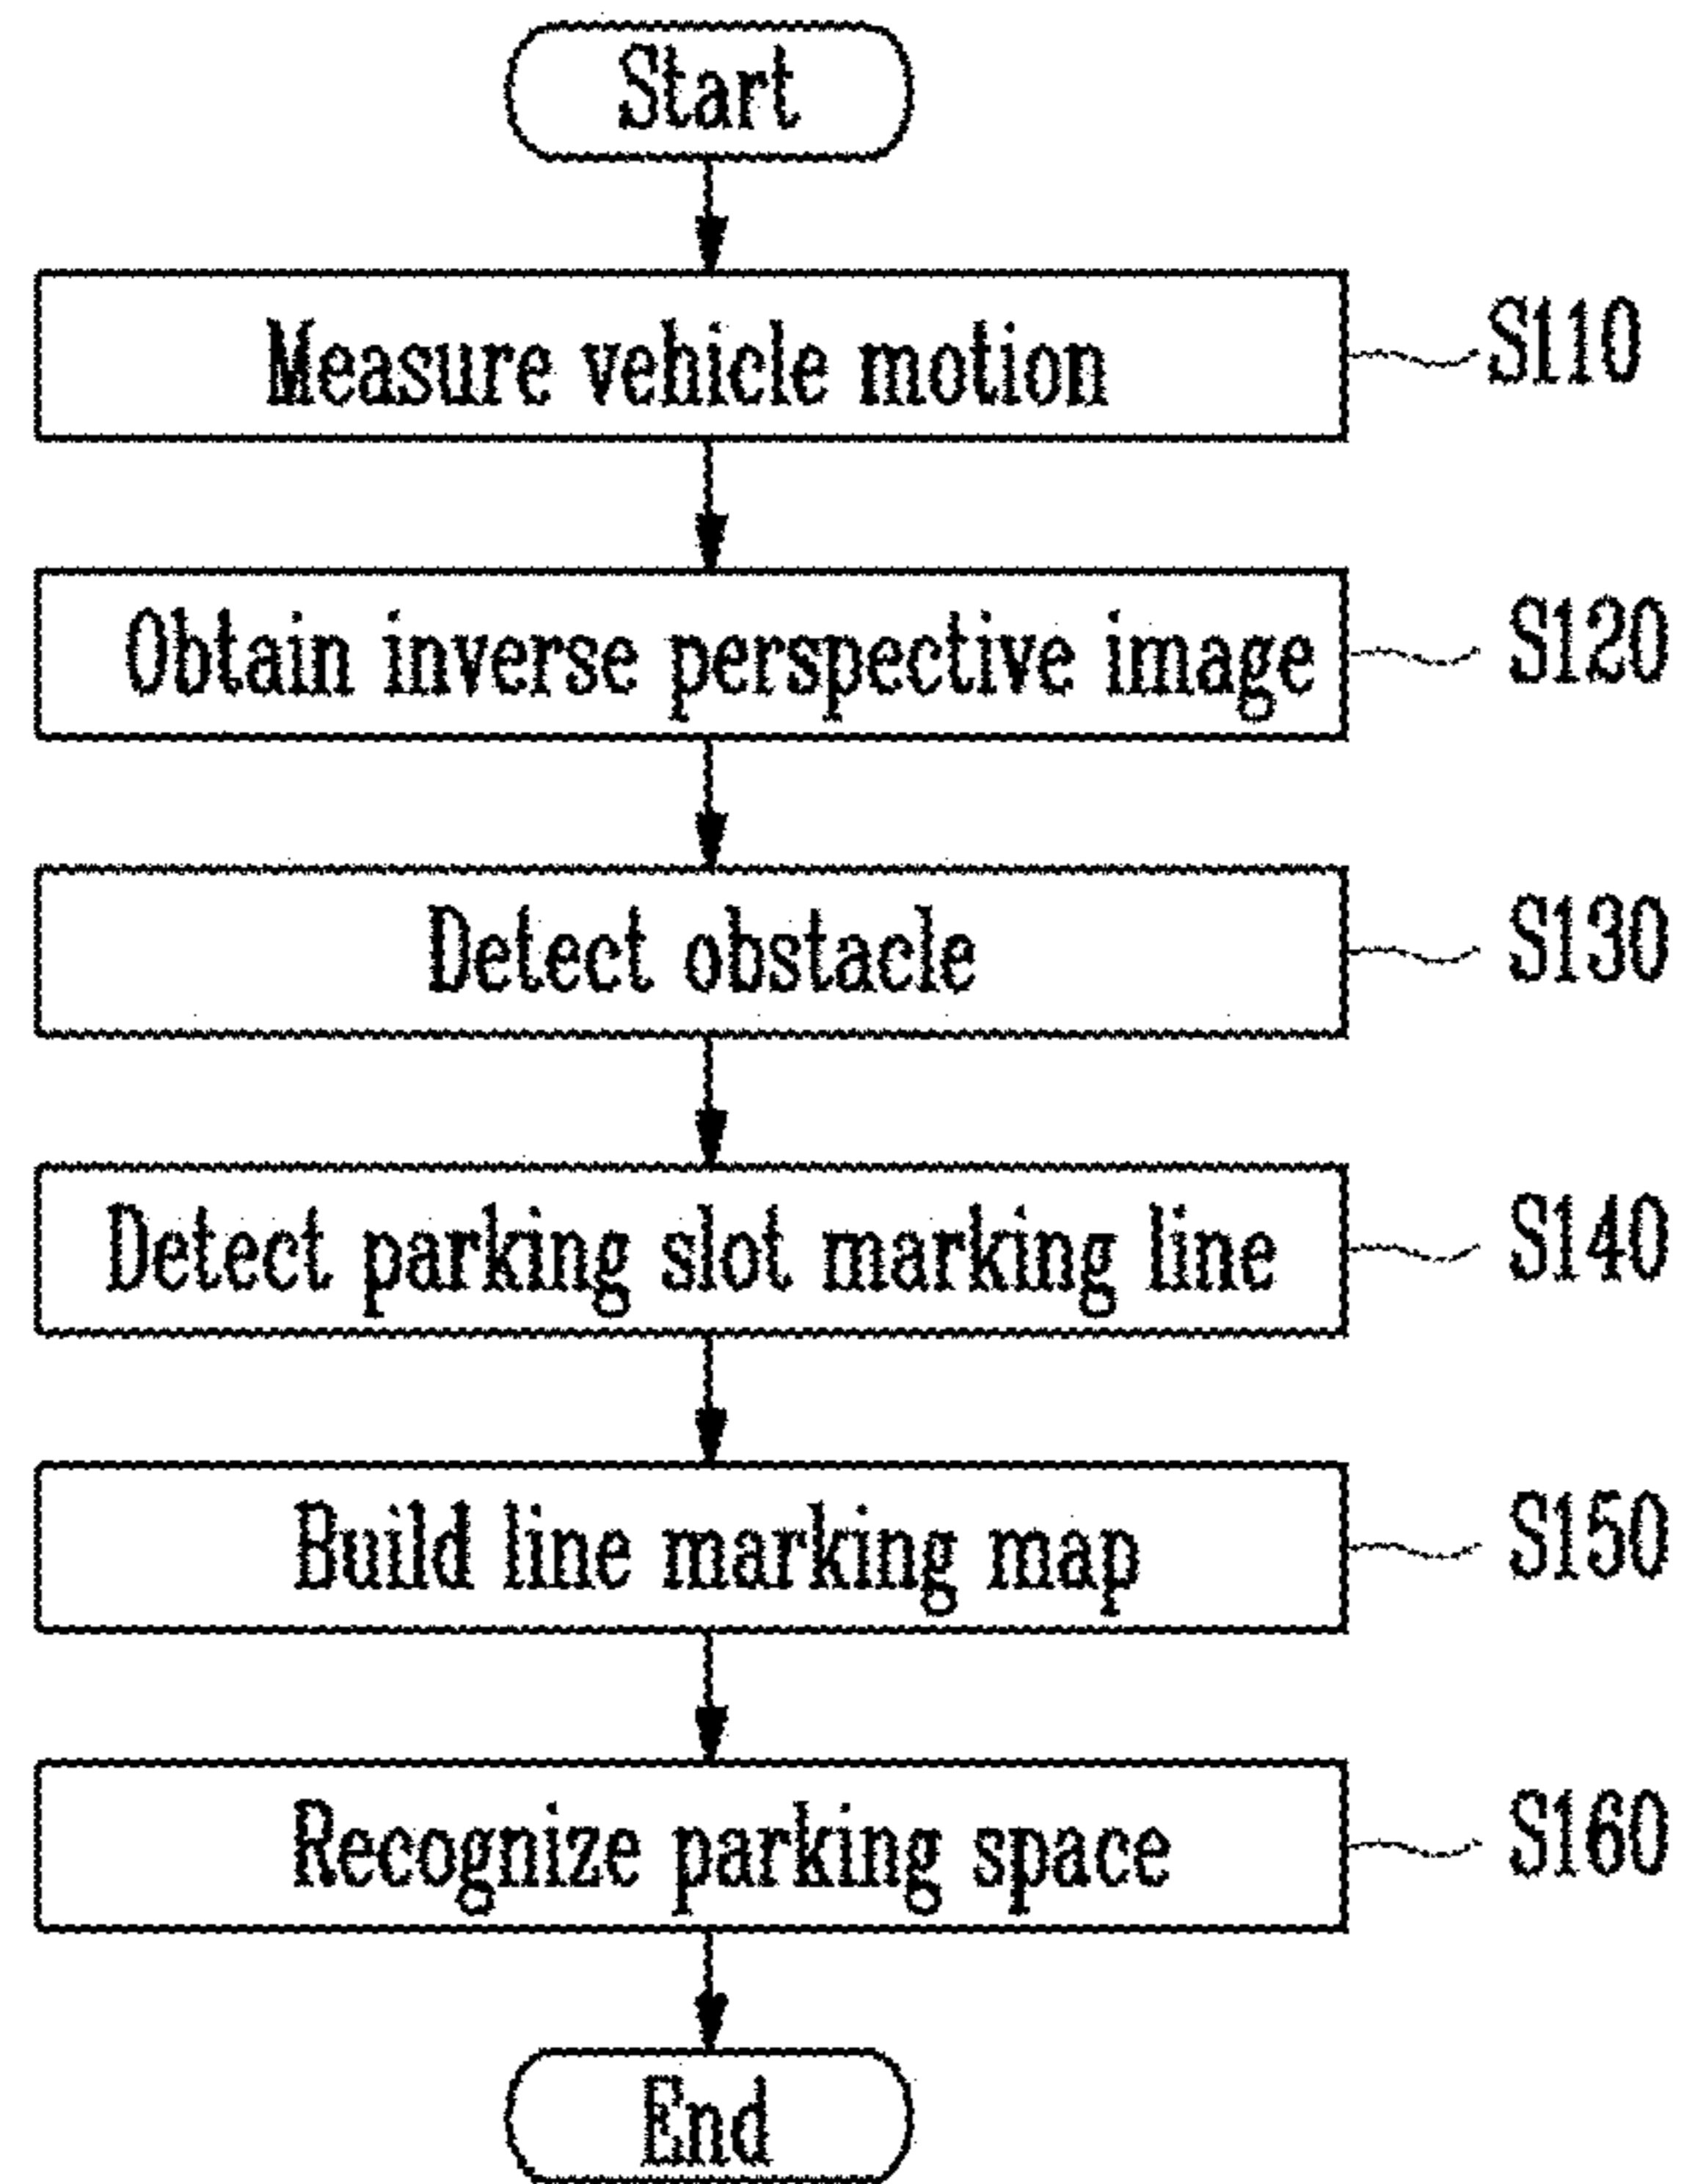 Start
Measure vehicle motion
S110
Obtain inverse perspective image
S120
Detect obstacle
S130
Detect parking slot marking line
S140
Build line marking map
S150
Recognize parking space
S160
End